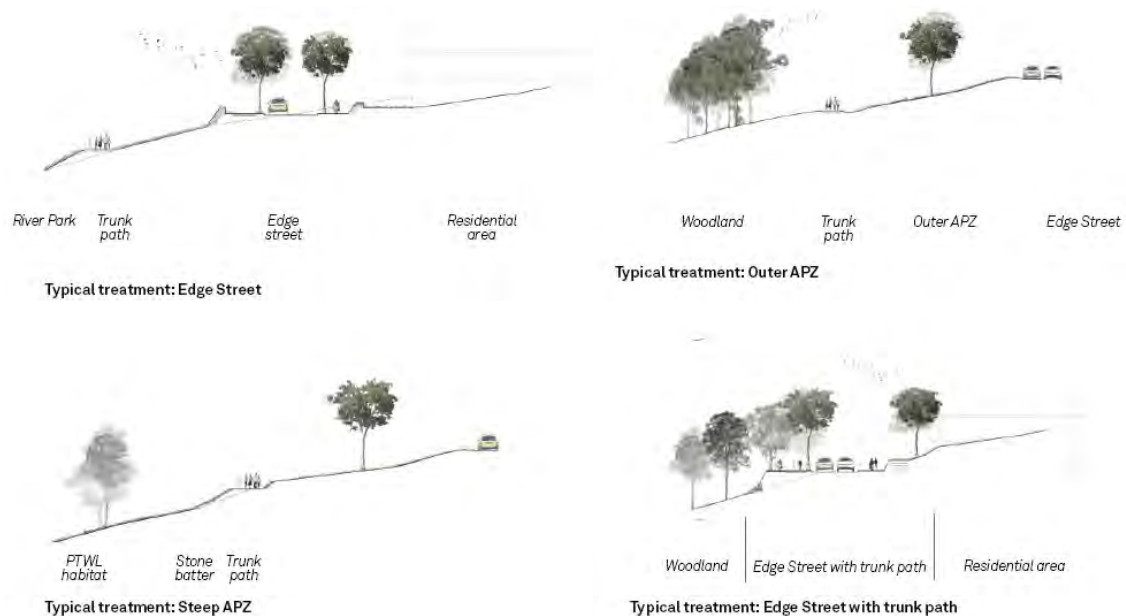 River Park
Trunk
path
Edge
street
Residential
area
Typical treatment: Edge Street
Woodland
Trunk
path
Outer APZ
Edge Street
Typical treatment: Outer APZ
PTWL
habitat
Stone
batter
Trunk
path
Typical treatment: Steep APZ
Woodland
Edge Street with trunk path
Residential area
Typical treatment: Edge Street with trunk path